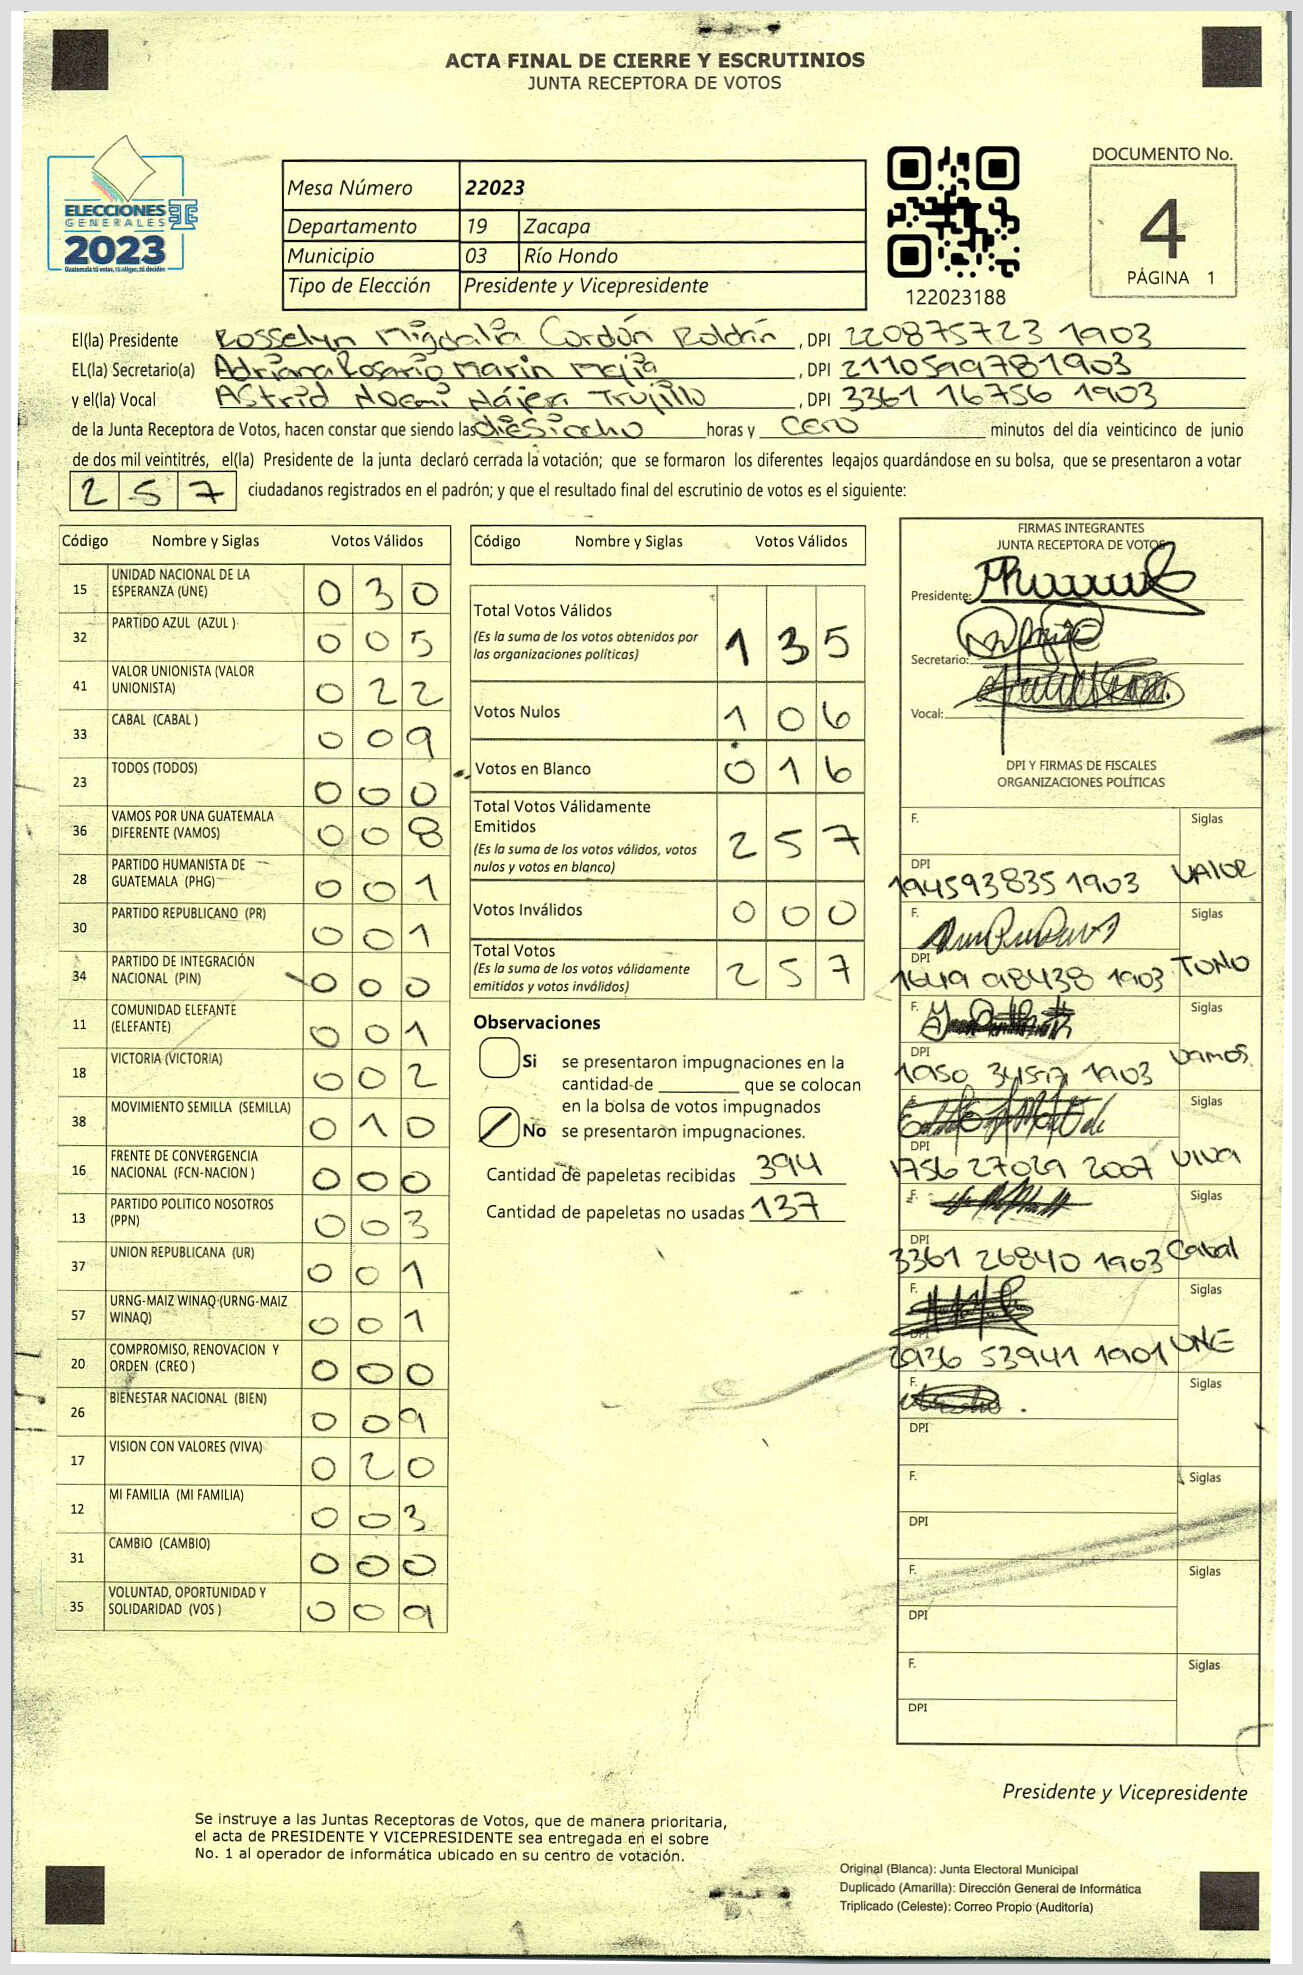 ACTA FINAL DE CIERRE Y ESCRUTINIOS
JUNTA RECEPTORA DE VOTOS
ELECCIONES
GENERALES
2023
Guatemala tú votas, tú eliges, tú decides
Mesa Número 22023
Departamento 19 Zacapa
Municipio 03 Río Hondo
Tipo de Elección Presidente y Vicepresidente
122023188
DOCUMENTO No.
4
PÁGINA 1
El(la) Presidente Rosselyn Migdalia Cordón Roldán, DPI 220875723 1903
EL(la) Secretario(a) Adriana Rosario Marin Mejia, DPI 2110599781903
y el(la) Vocal Astrid Noemi Nájera Trujillo, DPI 3361 16756 1903
de la Junta Receptora de Votos, hacen constar que siendo las diesiocho horas y cero minutos del día veinticinco de junio
de dos mil veintitrés, el(la) Presidente de la junta declaró cerrada la votación; que se formaron los diferentes legajos guardándose en su bolsa, que se presentaron a votar
257 ciudadanos registrados en el padrón; y que el resultado final del escrutinio de votos es el siguiente:
Código Nombre y Siglas Votos Válidos
15 UNIDAD NACIONAL DE LA ESPERANZA (UNE) 0 3 0
32 PARTIDO AZUL (AZUL ) 0 0 5
41 VALOR UNIONISTA (VALOR UNIONISTA) 0 2 2
33 CABAL (CABAL ) 0 0 9
23 TODOS (TODOS) 0 0 0
36 VAMOS POR UNA GUATEMALA DIFERENTE (VAMOS) 0 0 8
28 PARTIDO HUMANISTA DE GUATEMALA (PHG) 0 0 1
30 PARTIDO REPUBLICANO (PR) 0 0 1
34 PARTIDO DE INTEGRACIÓN NACIONAL (PIN) 0 0 0
11 COMUNIDAD ELEFANTE (ELEFANTE) 0 0 1
18 VICTORIA (VICTORIA) 0 0 2
38 MOVIMIENTO SEMILLA (SEMILLA) 0 1 0
16 FRENTE DE CONVERGENCIA NACIONAL (FCN-NACION ) 0 0 0
13 PARTIDO POLITICO NOSOTROS (PPN) 0 0 3
37 UNION REPUBLICANA (UR) 0 0 1
57 URNG-MAIZ WINAQ (URNG-MAIZ WINAQ) 0 0 1
20 COMPROMISO, RENOVACION Y ORDEN (CREO ) 0 0 0
26 BIENESTAR NACIONAL (BIEN) 0 0 9
17 VISION CON VALORES (VIVA) 0 2 0
12 MI FAMILIA (MI FAMILIA) 0 0 3
31 CAMBIO (CAMBIO) 0 0 0
35 VOLUNTAD, OPORTUNIDAD Y SOLIDARIDAD (VOS ) 0 0 9
Código Nombre y Siglas Votos Válidos
Total Votos Válidos 1 3 5
(Es la suma de los votos obtenidos por
las organizaciones políticas)
Votos Nulos 1 0 6
Votos en Blanco 0 1 6
Total Votos Válidamente
Emitidos 2 5 7
(Es la suma de los votos válidos, votos
nulos y votos en blanco)
Votos Inválidos 0 0 0
Total Votos 2 5 7
(Es la suma de los votos válidamente
emitidos y votos inválidos)
Observaciones
Si se presentaron impugnaciones en la
cantidad de ________ que se colocan
en la bolsa de votos impugnados
No se presentaron impugnaciones.
Cantidad de papeletas recibidas 394
Cantidad de papeletas no usadas 137
FIRMAS INTEGRANTES
JUNTA RECEPTORA DE VOTOS
Presidente:
Secretario:
Vocal:
DPI Y FIRMAS DE FISCALES
ORGANIZACIONES POLÍTICAS
F. Siglas
DPI 194593835 1903 VALOR
F. Siglas
DPI 1649 08438 1903 TOMO
F. Siglas
DPI 1950 1903 Vamos
F. Siglas
DPI 1756 27029 2007 VIVA
F. Siglas
DPI 3361 26840 1903 Cabal
F. Siglas
DPI 2936 53941 1901 UNE
F. Siglas
DPI
F. Siglas
DPI
F. Siglas
DPI
F. Siglas
DPI
Presidente y Vicepresidente
Se instruye a las Juntas Receptoras de Votos, que de manera prioritaria,
el acta de PRESIDENTE Y VICEPRESIDENTE sea entregada en el sobre
No. 1 al operador de informática ubicado en su centro de votación.
Original (Blanca): Junta Electoral Municipal
Duplicado (Amarilla): Dirección General de Informática
Triplicado (Celeste): Correo Propio (Auditoría)